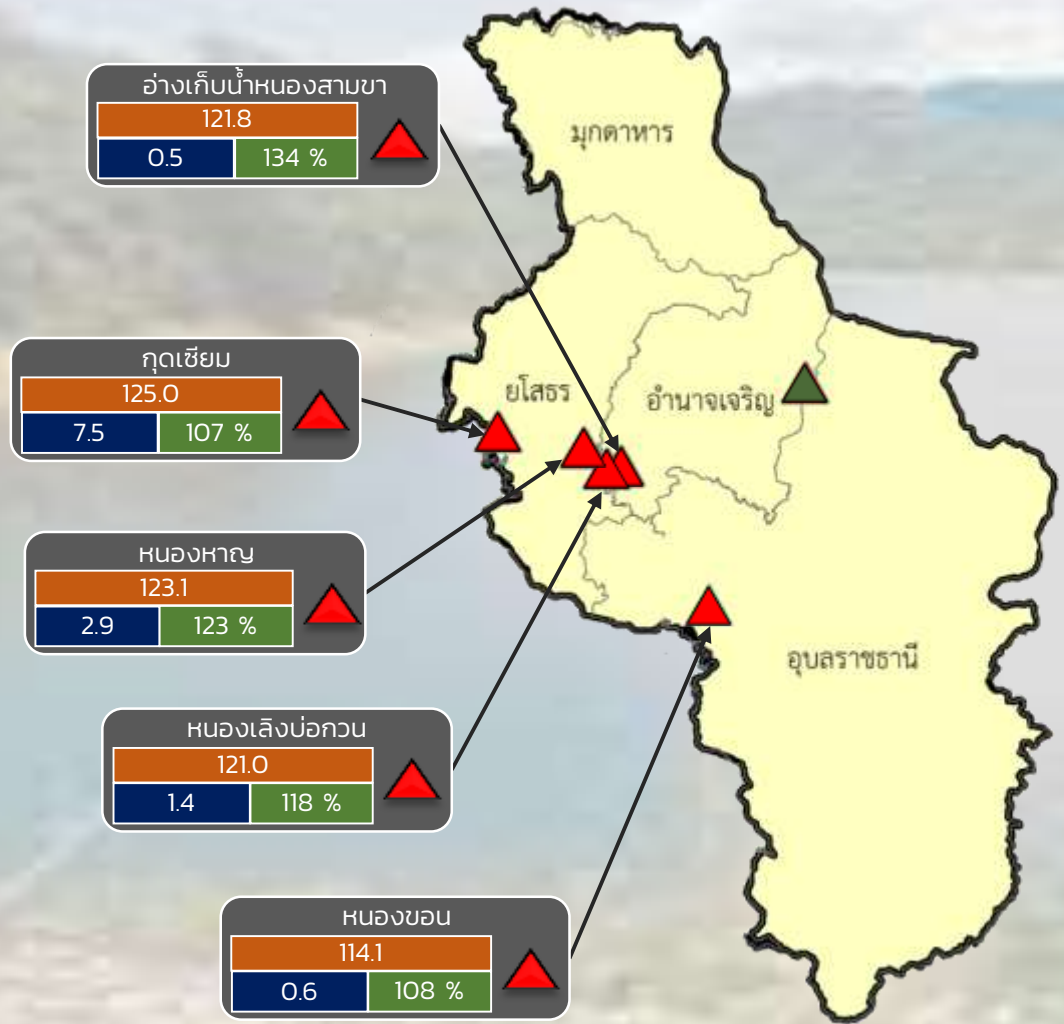 อ่างเก็บน้ำหนองสามขา
121.8
0.5 134 %
มุกดาหาร
กุดเซียม
125.0
7.5 107 %
ยโสธร
อำนาจเจริญ
หนองหาญ
123.1
2.9 123 %
อุบลราชธานี
หนองเลิงบ่อกวน
121.0
1.4 118 %
หนองขอน
114.1
0.6 108 %